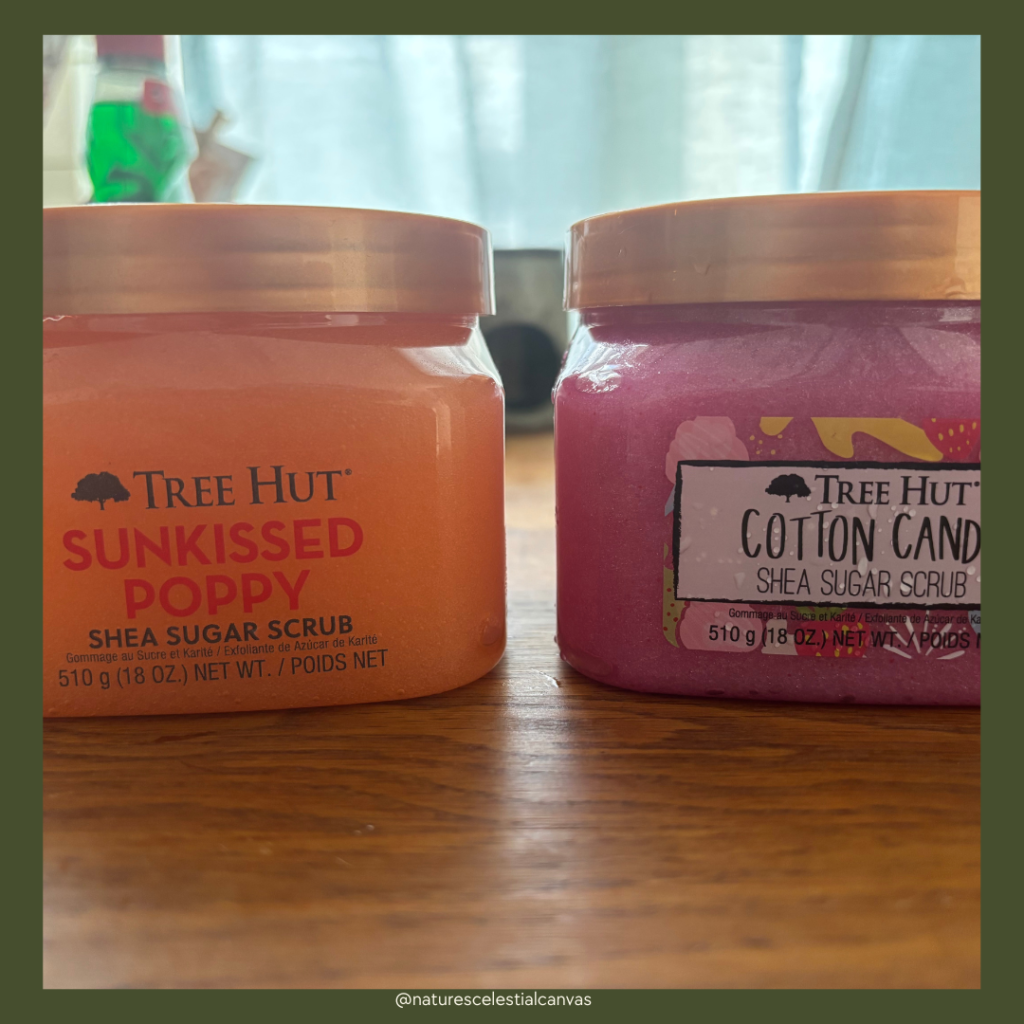 TREE HUT®
SUNKISSED
POPPY
SHEA SUGAR SCRUB
Gommage au Sucre et Karité / Exfoliante de Azúcar de Karité
510 g (18 OZ.) NET WT. / POIDS NET
TREE HUT®
COTTON CAND
SHEA SUGAR SCRUB
Gommage au Sucre et Karité / Exfoliante de Azúcar de Ka
510 g (18 OZ.) NET WT. / POIDS N
@naturescelestialcanvas